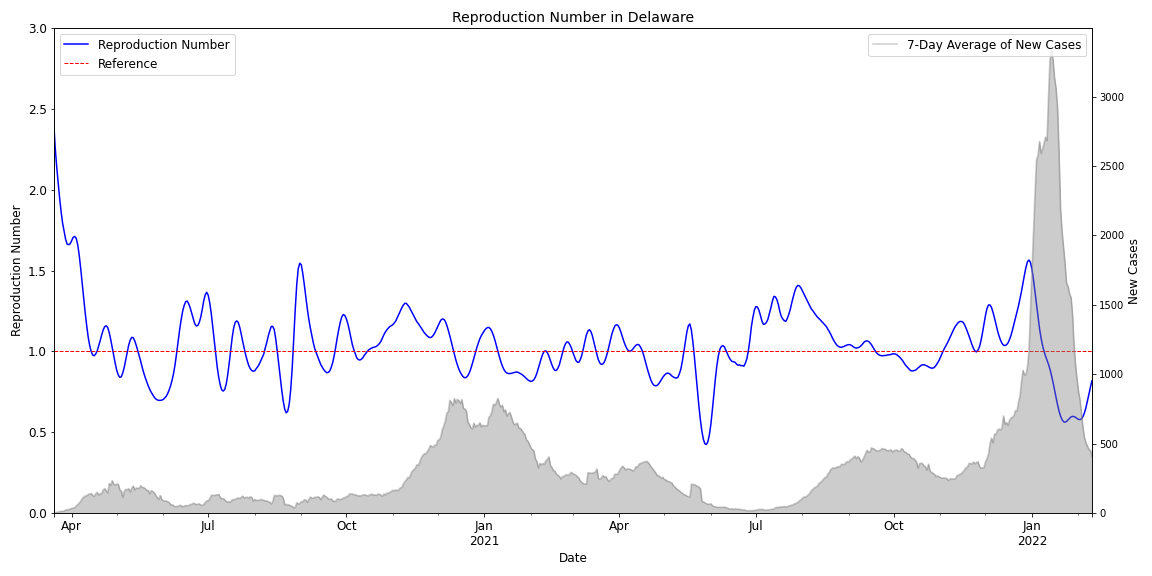 Reproduction Number in Delaware
Reproduction Number
Reference
7-Day Average of New Cases
3.0
2.5
2.0
1.5
1.0
0.5
0.0
Reproduction Number
3000
2500
2000
1500
1000
500
0
New Cases
Apr
Jul
Oct
Jan
2021
Apr
Jul
Oct
Jan
2022
Date